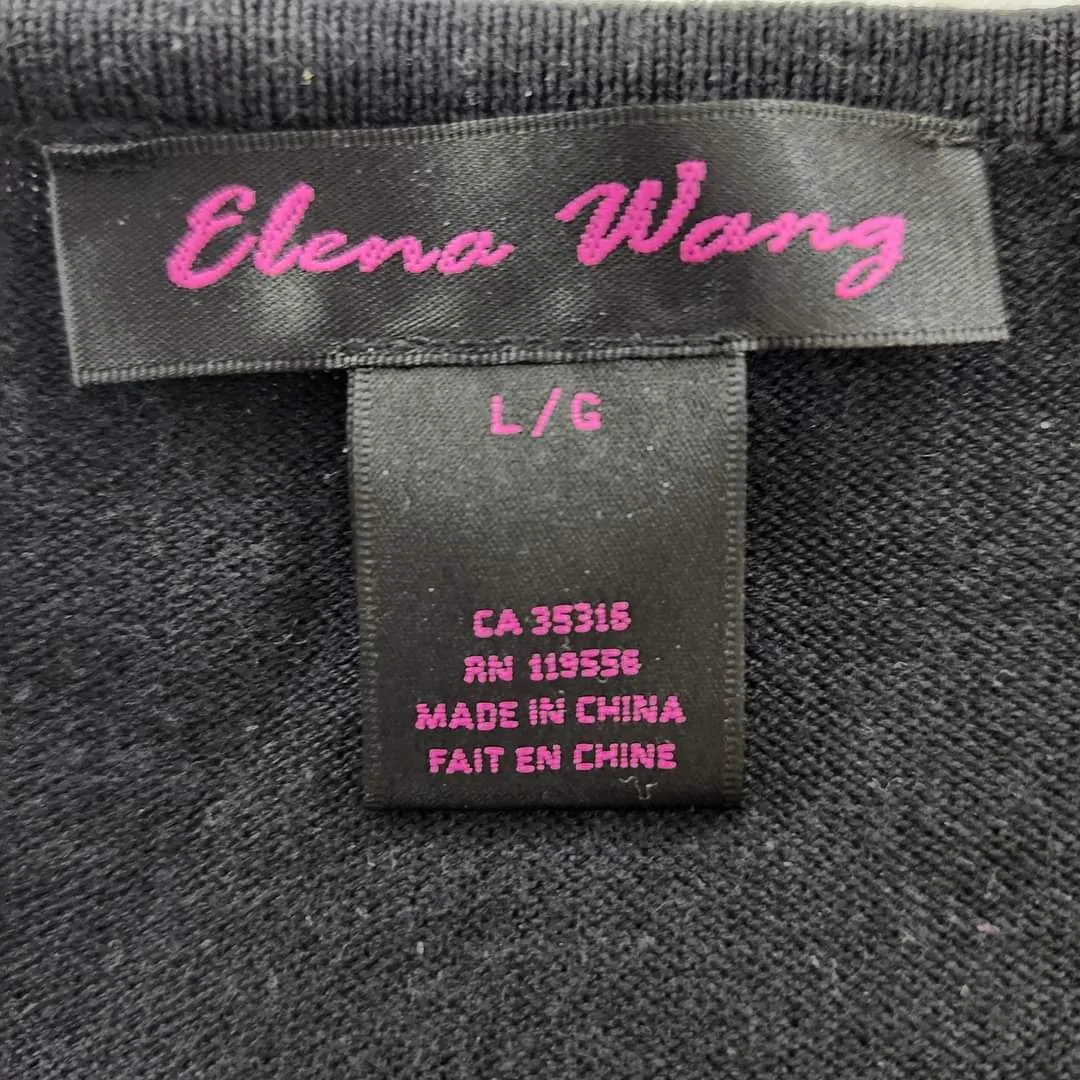 Elena Wang
L/G
CA 35316
RN 119556
MADE IN CHINA
FAIT EN CHINE